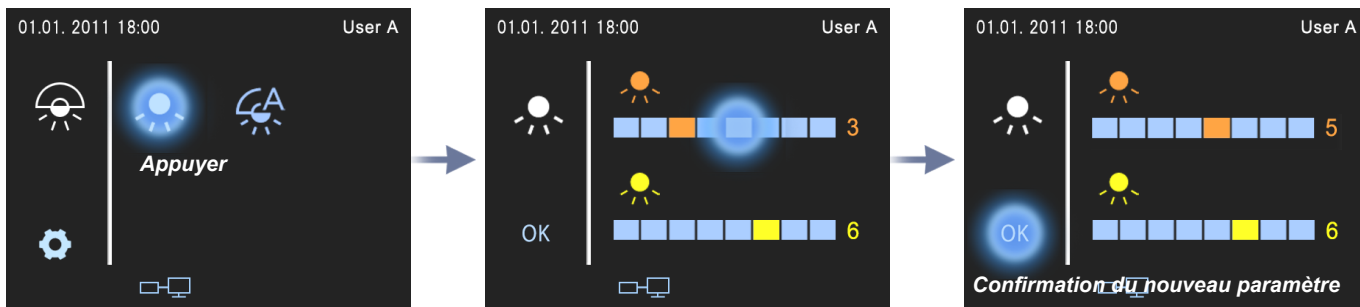 01.01. 2011 18:00 User A
A
Appuyer
01.01. 2011 18:00 User A
3
OK
6
01.01. 2011 18:00 User A
5
OK
6
Confirmation du nouveau paramètre